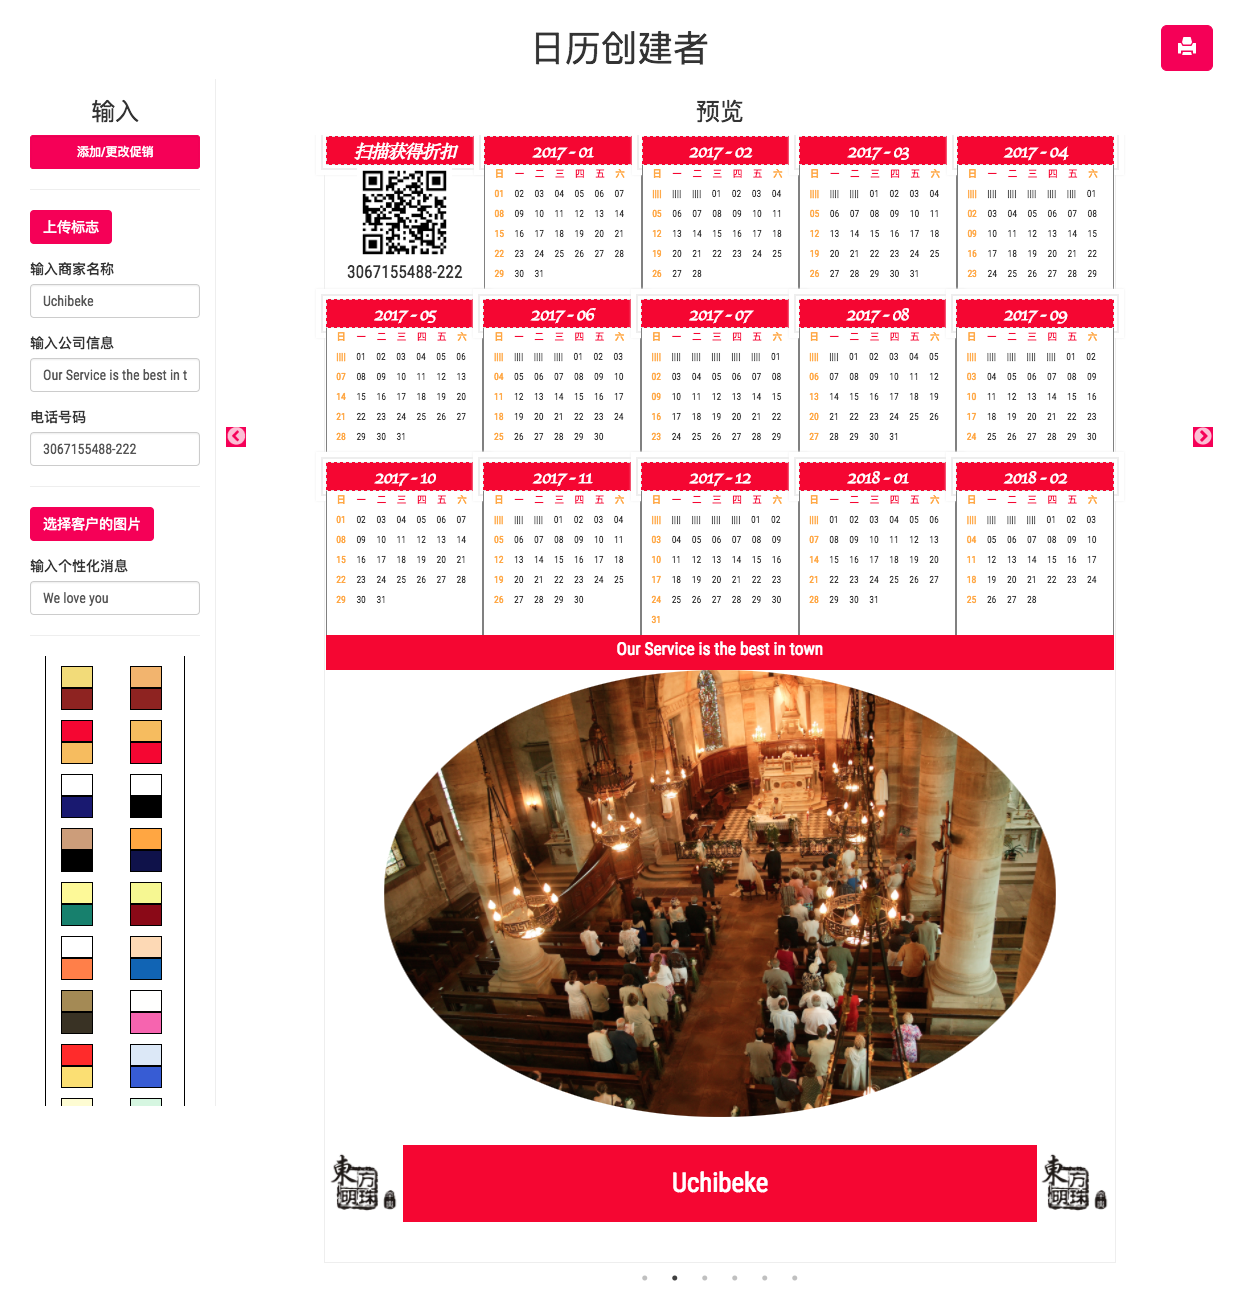 日历创建者
输入
添加/更改促销
上传标志
输入商家名称
Uchibeke
输入公司信息
Our Service is the best in t
电话号码
3067155488-222
选择客户的图片
输入个性化消息
We love you
预览
扫描获得折扣
3067155488-222
2017 - 01
日 一 二 三 四 五 六
01 02 03 04 05 06 07
08 09 10 11 12 13 14
15 16 17 18 19 20 21
22 23 24 25 26 27 28
29 30 31
2017 - 02
日 一 二 三 四 五 六
|||| |||| |||| 01 02 03 04
05 06 07 08 09 10 11
12 13 14 15 16 17 18
19 20 21 22 23 24 25
26 27 28
2017 - 03
日 一 二 三 四 五 六
|||| |||| |||| 01 02 03 04
05 06 07 08 09 10 11
12 13 14 15 16 17 18
19 20 21 22 23 24 25
26 27 28 29 30 31
2017 - 04
日 一 二 三 四 五 六
|||| |||| |||| |||| |||| |||| 01
02 03 04 05 06 07 08
09 10 11 12 13 14 15
16 17 18 19 20 21 22
23 24 25 26 27 28 29
2017 - 05
日 一 二 三 四 五 六
|||| 01 02 03 04 05 06
07 08 09 10 11 12 13
14 15 16 17 18 19 20
21 22 23 24 25 26 27
28 29 30 31
2017 - 06
日 一 二 三 四 五 六
|||| |||| |||| |||| 01 02 03
04 05 06 07 08 09 10
11 12 13 14 15 16 17
18 19 20 21 22 23 24
25 26 27 28 29 30
2017 - 07
日 一 二 三 四 五 六
|||| |||| |||| |||| |||| |||| 01
02 03 04 05 06 07 08
09 10 11 12 13 14 15
16 17 18 19 20 21 22
23 24 25 26 27 28 29
2017 - 08
日 一 二 三 四 五 六
|||| |||| 01 02 03 04 05
06 07 08 09 10 11 12
13 14 15 16 17 18 19
20 21 22 23 24 25 26
27 28 29 30 31
2017 - 09
日 一 二 三 四 五 六
|||| |||| |||| |||| |||| 01 02
03 04 05 06 07 08 09
10 11 12 13 14 15 16
17 18 19 20 21 22 23
24 25 26 27 28 29 30
2017 - 10
日 一 二 三 四 五 六
01 02 03 04 05 06 07
08 09 10 11 12 13 14
15 16 17 18 19 20 21
22 23 24 25 26 27 28
29 30 31
2017 - 11
日 一 二 三 四 五 六
|||| |||| |||| 01 02 03 04
05 06 07 08 09 10 11
12 13 14 15 16 17 18
19 20 21 22 23 24 25
26 27 28 29 30
2017 - 12
日 一 二 三 四 五 六
|||| |||| |||| |||| |||| 01 02
03 04 05 06 07 08 09
10 11 12 13 14 15 16
17 18 19 20 21 22 23
24 25 26 27 28 29 30
31
2018 - 01
日 一 二 三 四 五 六
|||| 01 02 03 04 05 06
07 08 09 10 11 12 13
14 15 16 17 18 19 20
21 22 23 24 25 26 27
28 29 30 31
2018 - 02
日 一 二 三 四 五 六
|||| |||| |||| |||| 01 02 03
04 05 06 07 08 09 10
11 12 13 14 15 16 17
18 19 20 21 22 23 24
25 26 27 28
Our Service is the best in town
東方
明珠
Uchibeke
東方
明珠